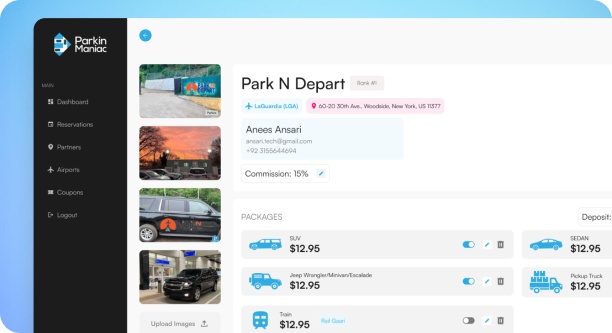 Parkin
Maniac
MAIN
Dashboard
Reservations
Partners
Airports
Coupons
Logout
Upload Images
Park N Depart
Rank #1
LaGuardia (LGA)
60-20 30th Ave., Woodside, New York, US 11377
Anees Ansari
ansari.tech@gmail.com
+92 3155644694
Commission: 15%
PACKAGES
Deposit:
SUV
$12.95
SEDAN
$12.95
Jeep Wrangler/Minivan/Escalade
$13.95
Pickup Truck
$12.95
Train
$12.95
Rail Gaari